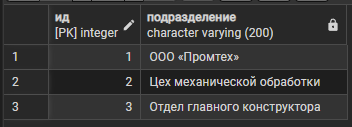 ид подразделение
[PK] integer character varying (200)
1 1 ООО «Промтех»
2 2 Цех механической обработки
3 3 Отдел главного конструктора